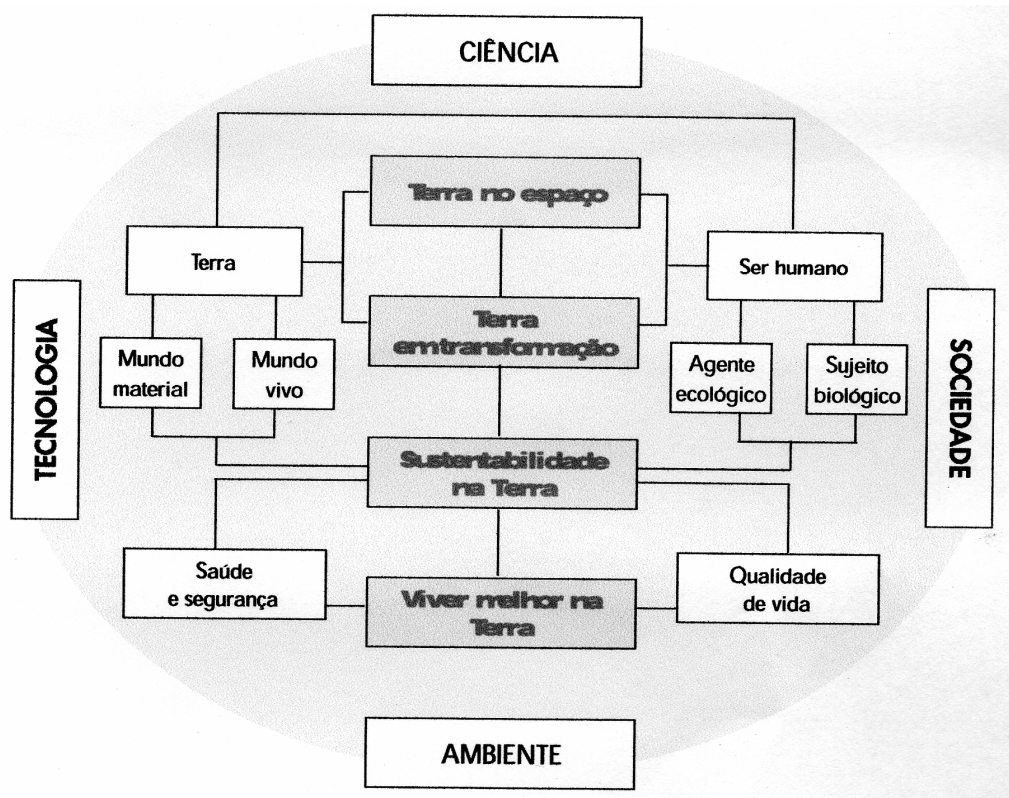 CIÊNCIA
Terra no espaço
Terra
Ser humano
Terra
em transformação
TECNOLOGIA
SOCIEDADE
Mundo
material
Mundo
vivo
Agente
ecológico
Sujeito
biológico
Sustentabilidade
na Terra
Saúde
e segurança
Viver melhor na
Terra
Qualidade
de vida
AMBIENTE